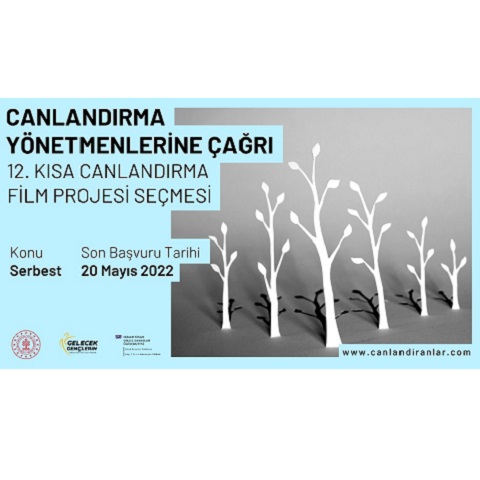 CANLANDIRMA
YÖNETMENLERİNE ÇAĞRI
12. KISA CANLANDIRMA
FİLM PROJESİ SEÇMESİ
Konu
Serbest
Son Başvuru Tarihi
20 Mayıs 2022
GELECEK
GENÇLERİN
www.canlandiranlar.com